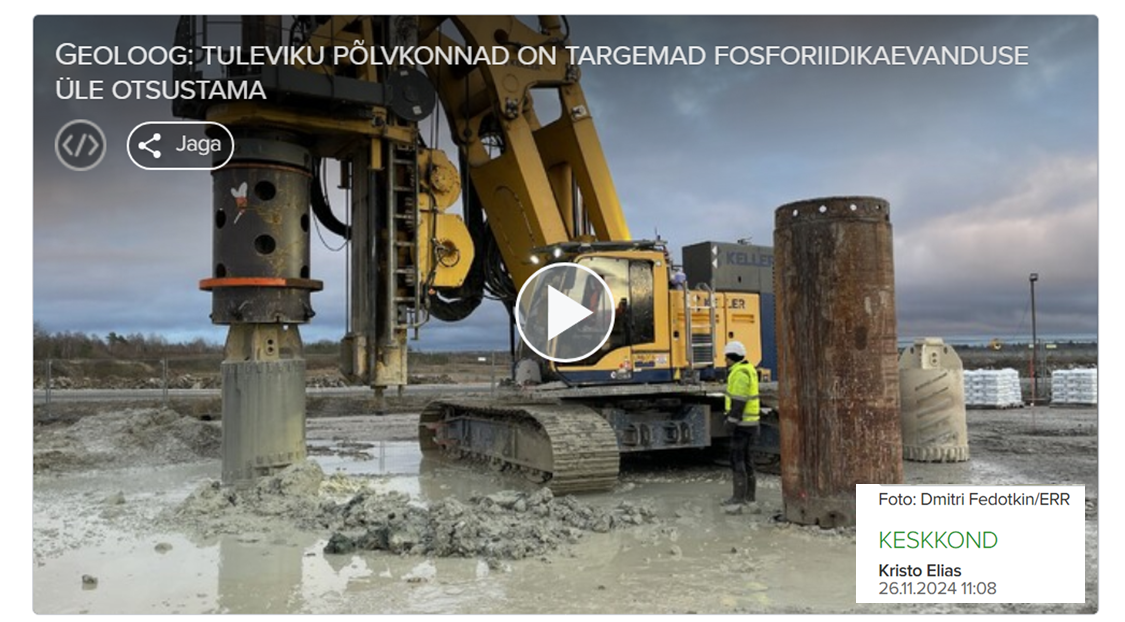 GEOLOOG: TULEVIKU PÕLVKONNAD ON TARGEMAD FOSFORIIDIKAEVANDUSE
ÜLE OTSUSTAMA
</> Jaga
KELLER
Foto: Dmitri Fedotkin/ERR
KESKKOND
Kristo Elias
26.11.2024 11:08